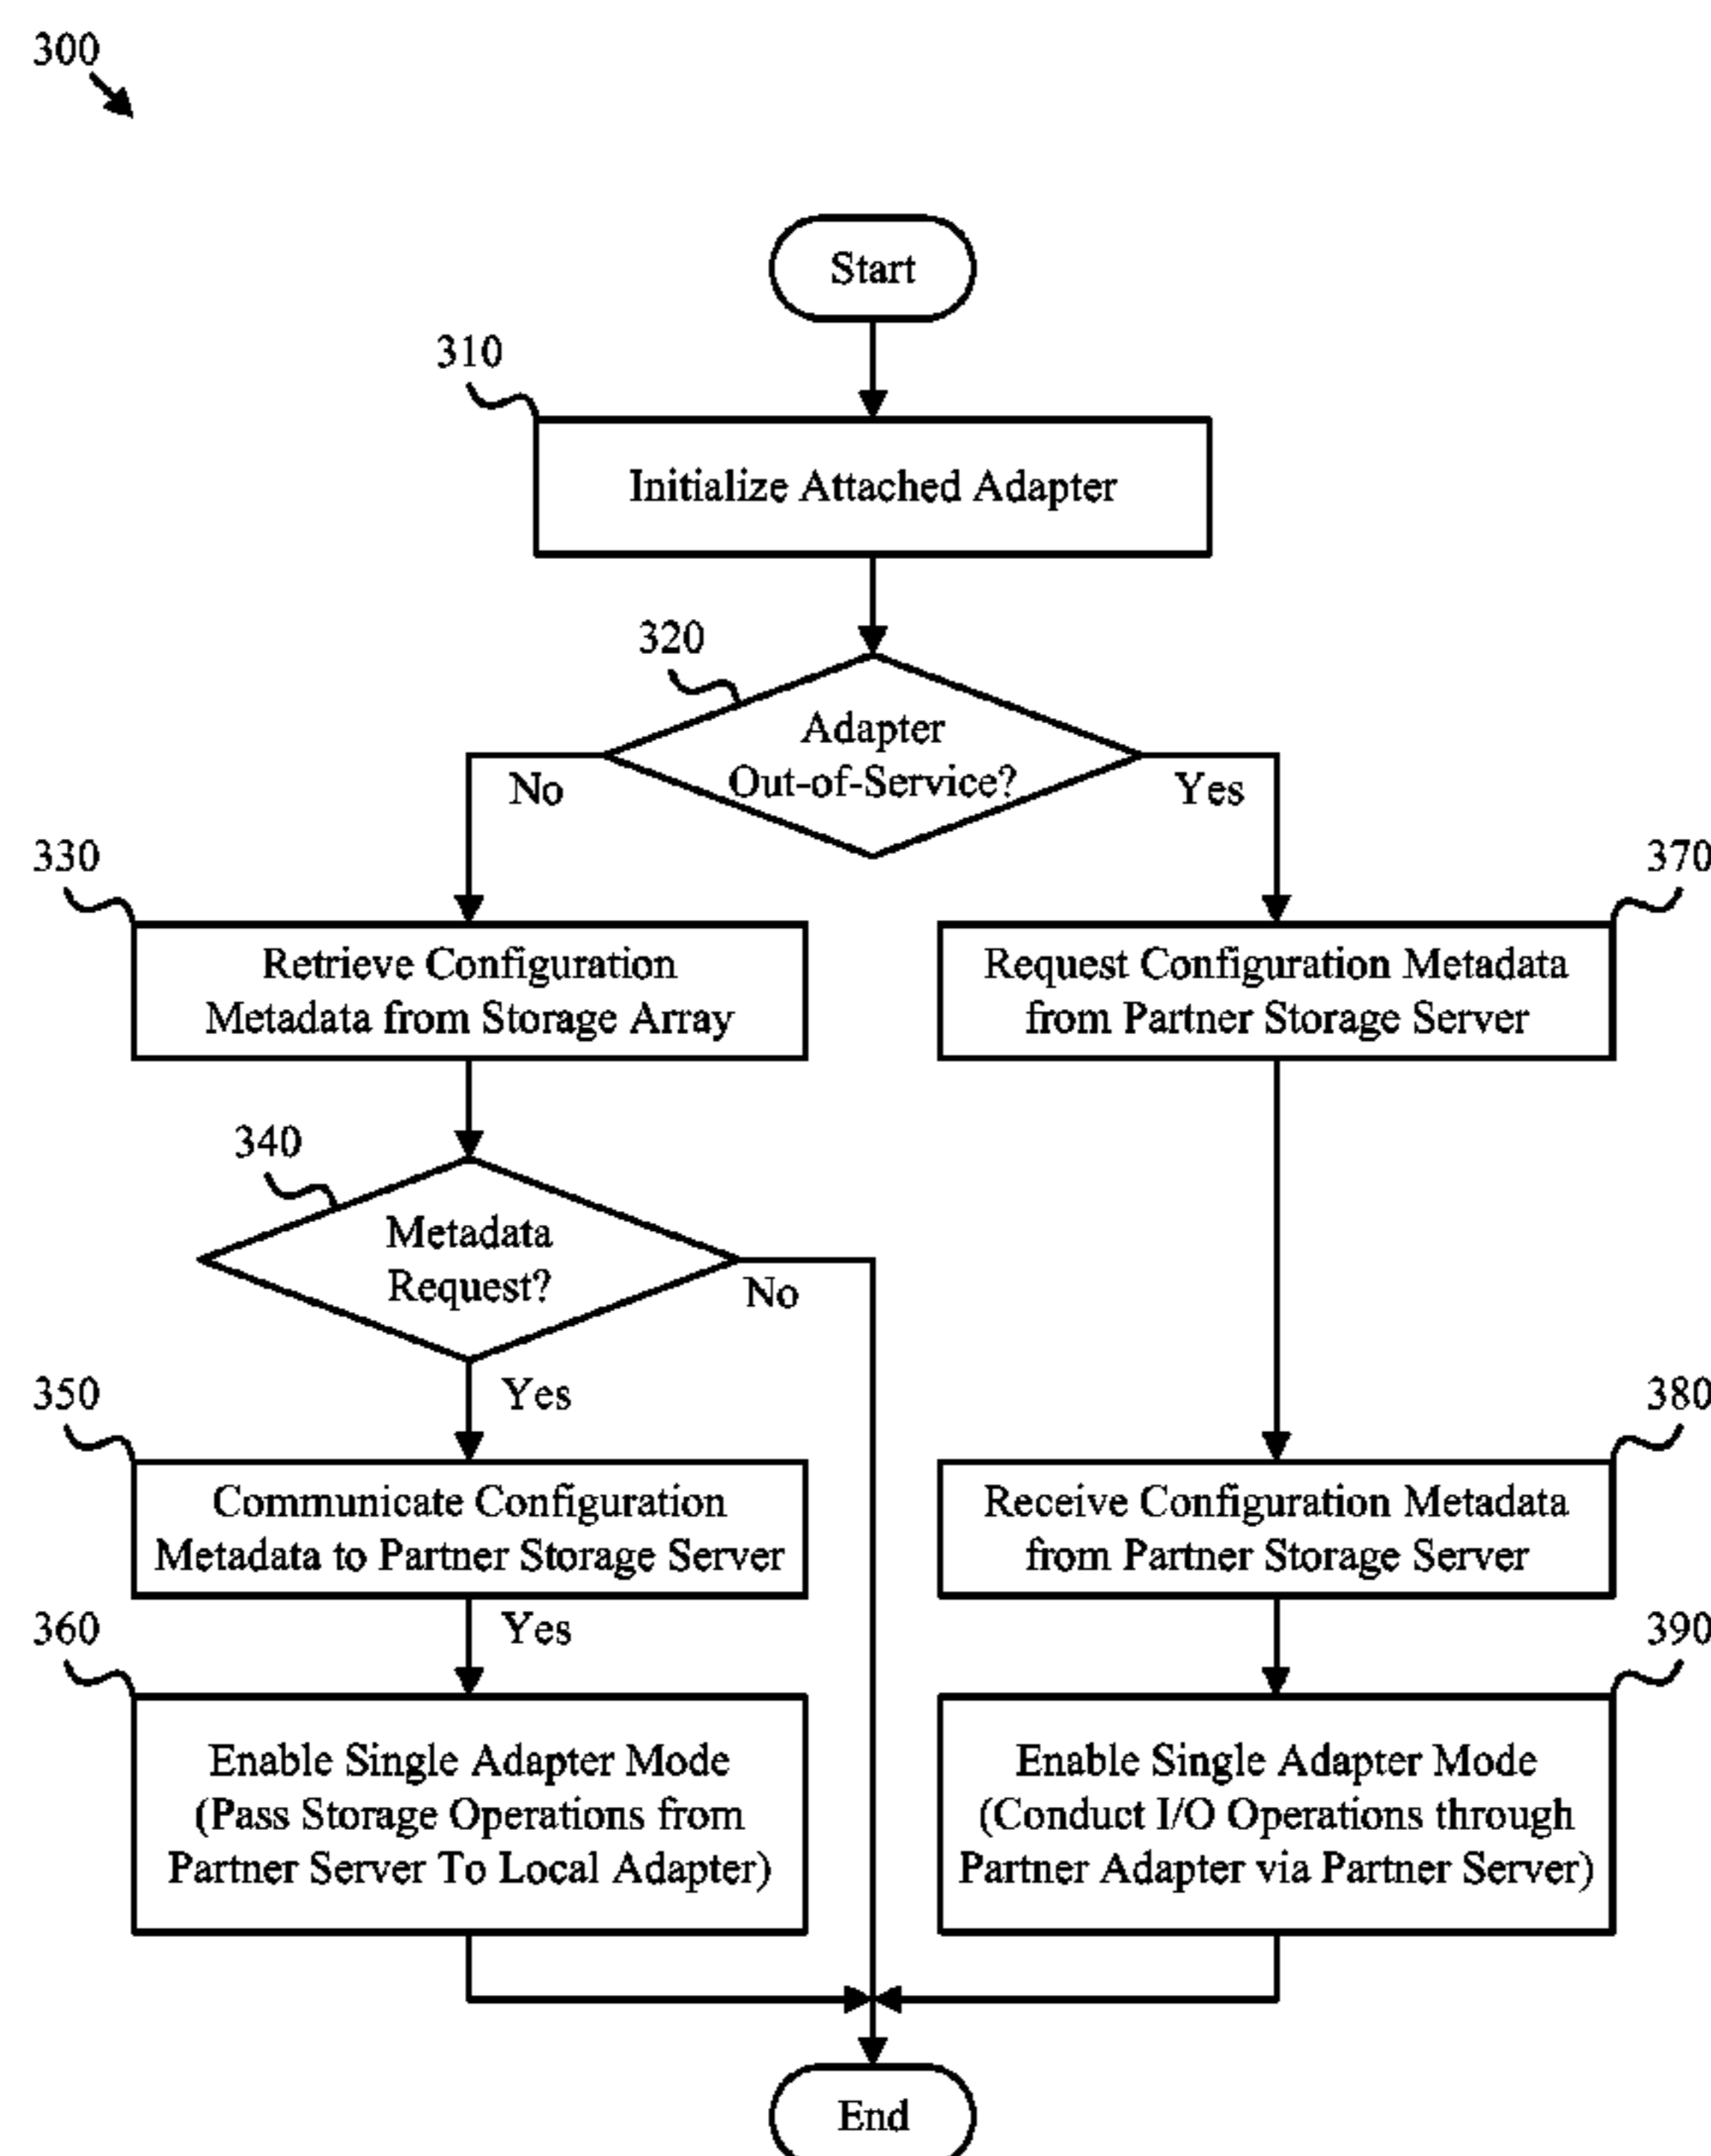 300
Start
310
Initialize Attached Adapter
320
Adapter
Out-of-Service?
No
Yes
330
370
Retrieve Configuration
Metadata from Storage Array
Request Configuration Metadata
from Partner Storage Server
340
Metadata
Request?
No
Yes
350
380
Communicate Configuration
Metadata to Partner Storage Server
Receive Configuration Metadata
from Partner Storage Server
Yes
360
390
Enable Single Adapter Mode
(Pass Storage Operations from
Partner Server To Local Adapter)
Enable Single Adapter Mode
(Conduct I/O Operations through
Partner Adapter via Partner Server)
End